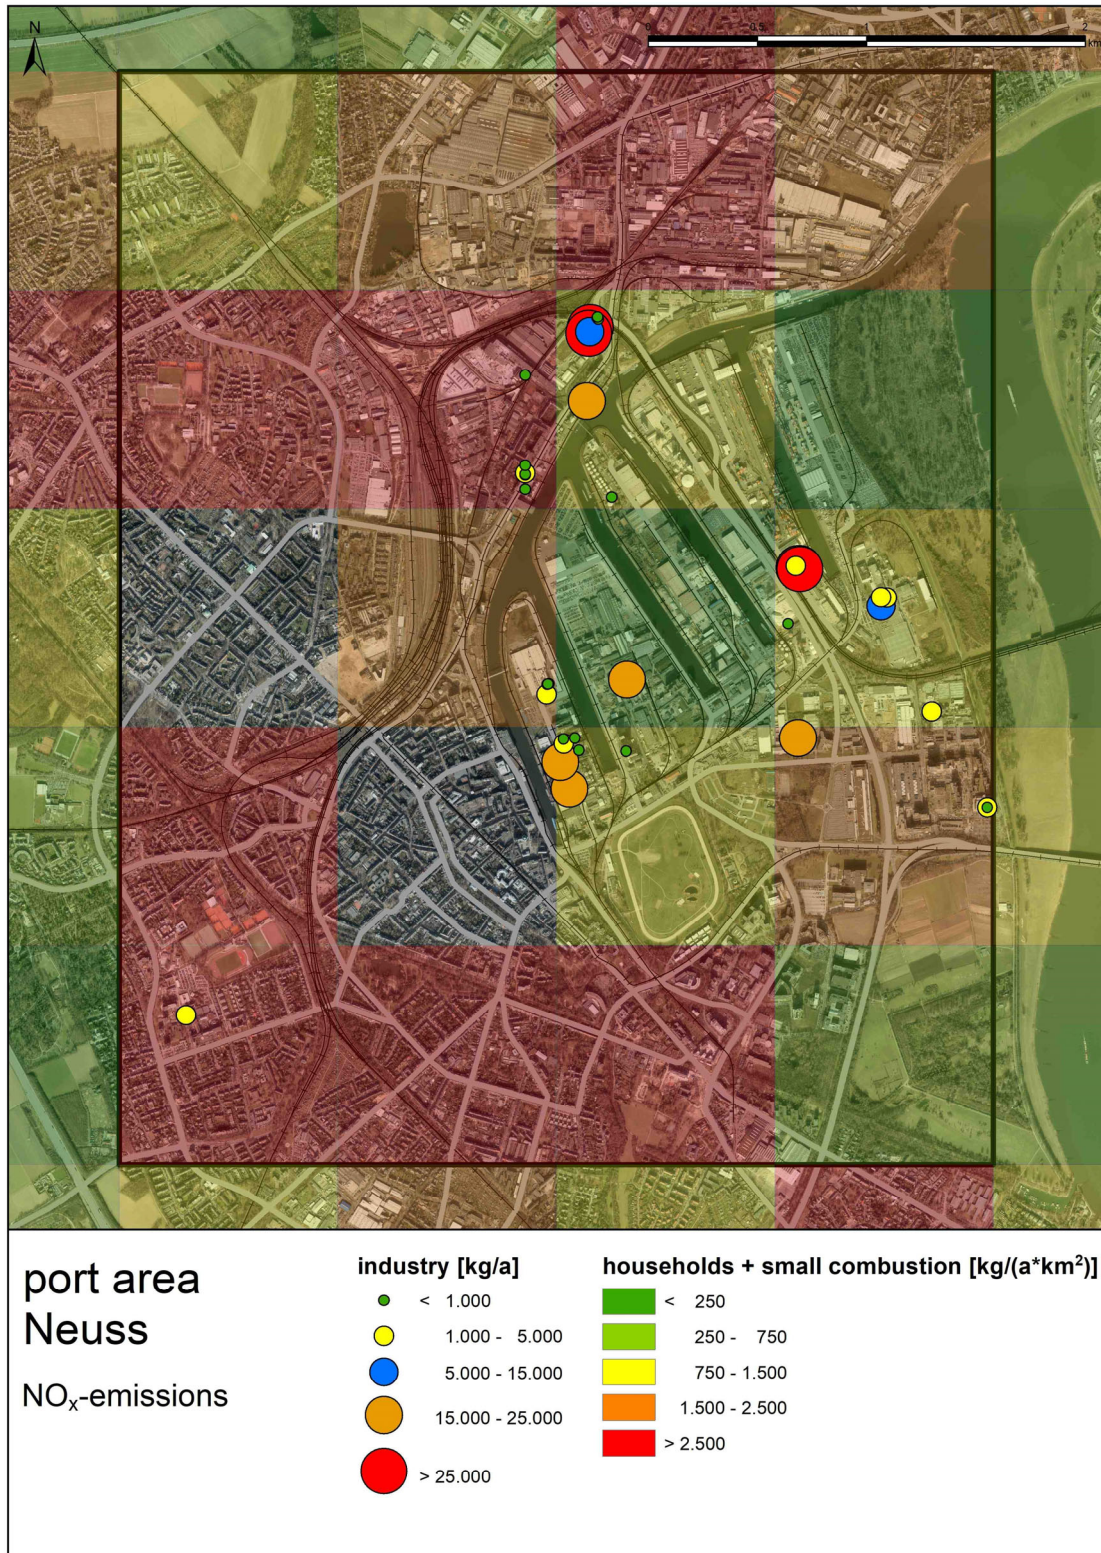 N
0 0,5 1 2
km
port area
Neuss
NOx-emissions
industry [kg/a]
< 1.000
1.000 - 5.000
5.000 - 15.000
15.000 - 25.000
> 25.000
households + small combustion [kg/(a*km²)]
< 250
250 - 750
750 - 1.500
1.500 - 2.500
> 2.500